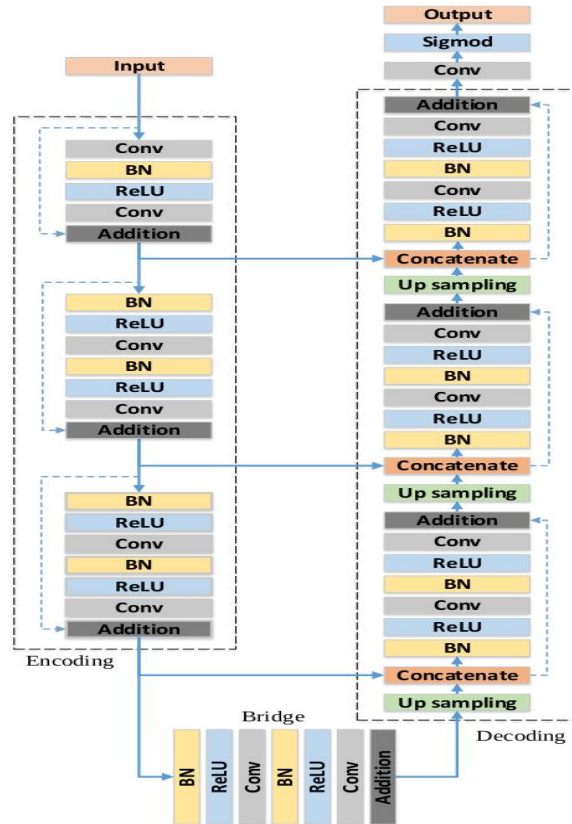 Input
Conv
BN
ReLU
Conv
Addition
BN
ReLU
Conv
BN
ReLU
Conv
Addition
BN
ReLU
Conv
BN
ReLU
Conv
Addition
Encoding
Bridge
BN
ReLU
Conv
BN
ReLU
Conv
Addition
Output
Sigmod
Conv
Addition
Conv
ReLU
BN
Conv
ReLU
BN
Concatenate
Up sampling
Addition
Conv
ReLU
BN
Conv
ReLU
BN
Concatenate
Up sampling
Addition
Conv
ReLU
BN
Conv
ReLU
BN
Concatenate
Up sampling
Decoding